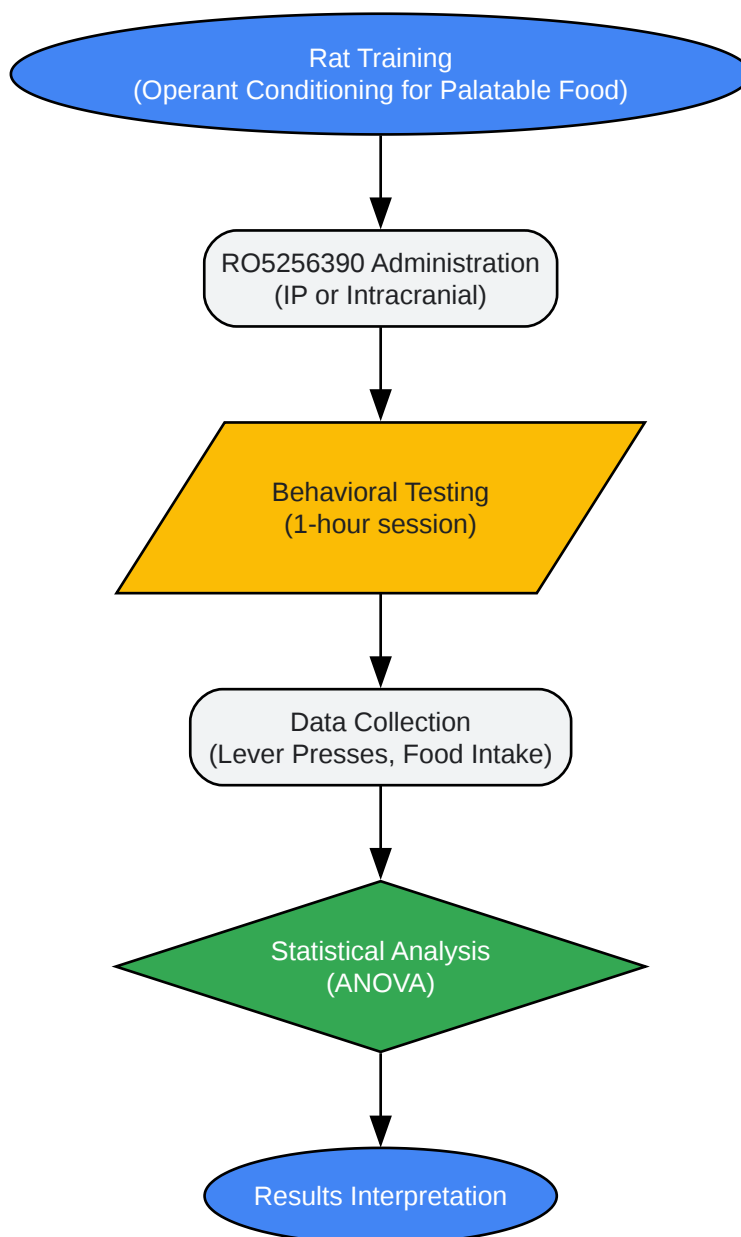 Rat Training
(Operant Conditioning for Palatable Food)
RO5256390 Administration
(IP or Intracranial)
Behavioral Testing
(1-hour session)
Data Collection
(Lever Presses, Food Intake)
Statistical Analysis
(ANOVA)
Results Interpretation